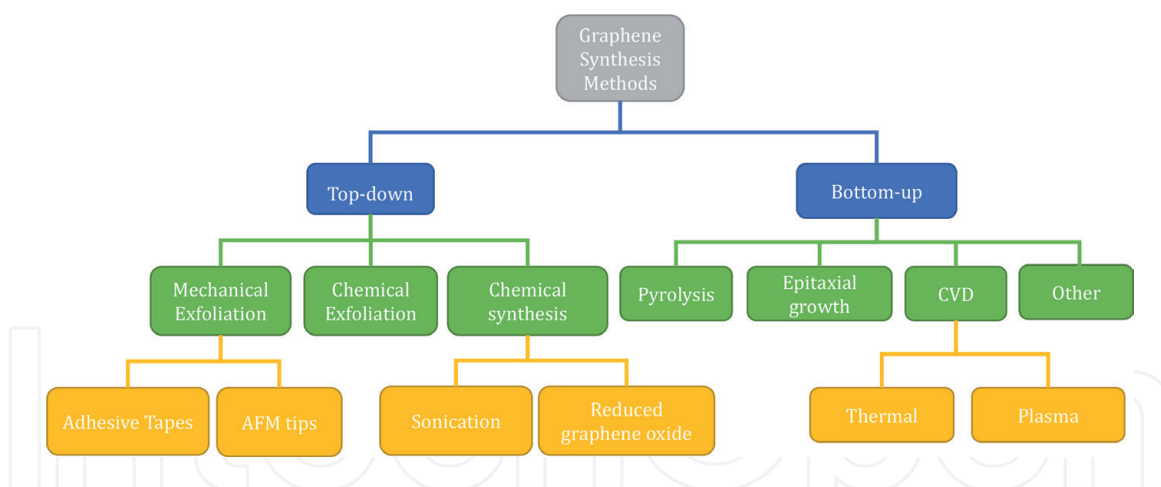 Graphene
Synthesis
Methods
Top-down
Bottom-up
Mechanical
Exfoliation
Chemical
Exfoliation
Chemical
synthesis
Pyrolysis
Epitaxial
growth
CVD
Other
Adhesive Tapes
AFM tips
Sonication
Reduced
graphene oxide
Thermal
Plasma